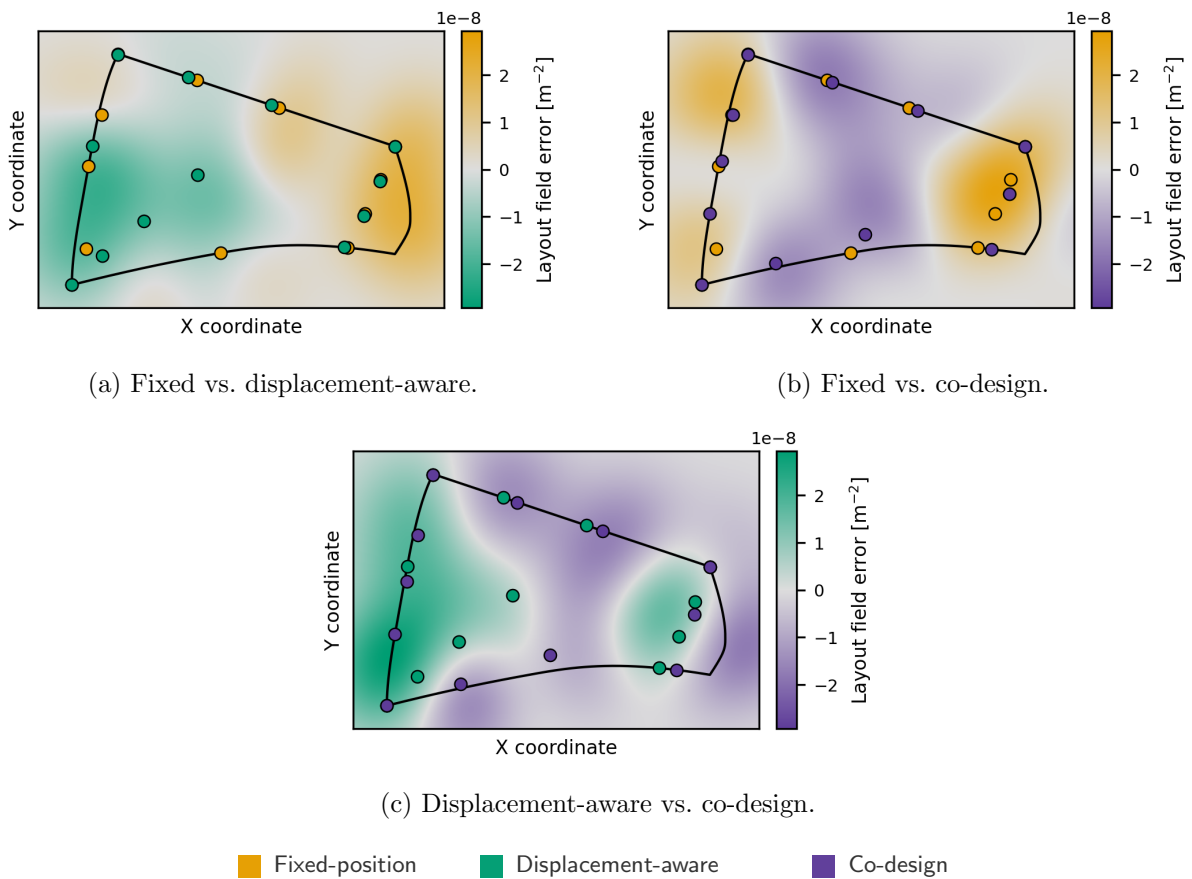 1e−8
Y coordinate
2
1
0
−1
−2
Layout field error [m⁻²]
X coordinate
(a) Fixed vs. displacement-aware.
1e−8
Y coordinate
2
1
0
−1
−2
Layout field error [m⁻²]
X coordinate
(b) Fixed vs. co-design.
1e−8
Y coordinate
2
1
0
−1
−2
Layout field error [m⁻²]
X coordinate
(c) Displacement-aware vs. co-design.
Fixed-position
Displacement-aware
Co-design